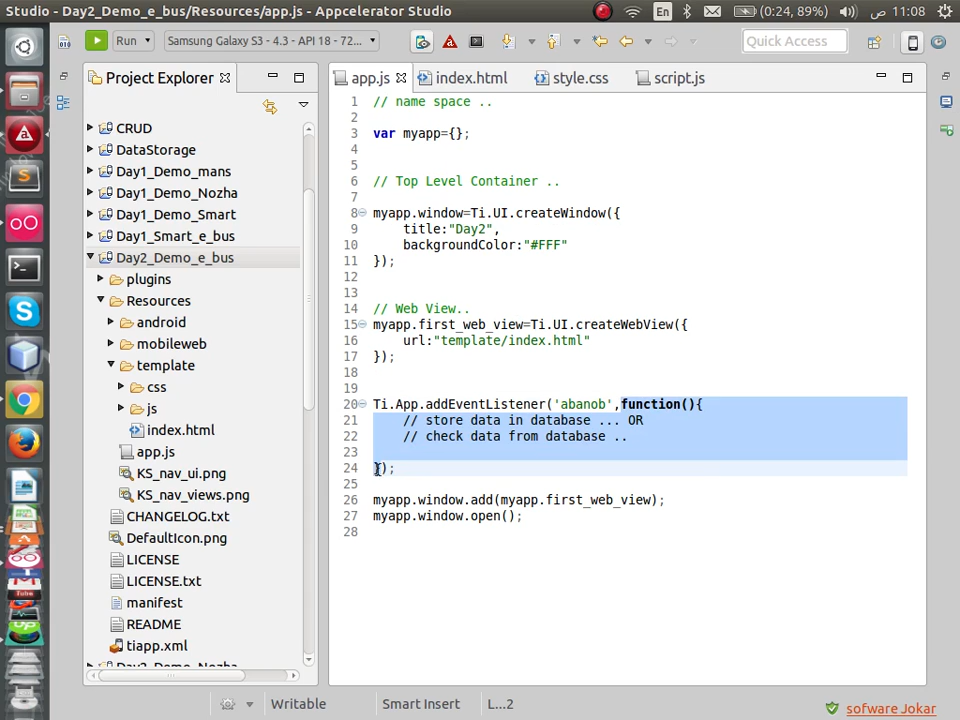 Studio - Day2_Demo_e_bus/Resources/app.js - Appcelerator Studio
En
(0:24, 89%)
ص 11:08
Run
Samsung Galaxy S3 - 4.3 - API 18 - 72...
Quick Access
Project Explorer
app.js
index.html
style.css
script.js
CRUD
DataStorage
Day1_Demo_mans
Day1_Demo_Nozha
Day1_Demo_Smart
Day1_Smart_e_bus
Day2_Demo_e_bus
plugins
Resources
android
mobileweb
template
css
js
index.html
app.js
KS_nav_ui.png
KS_nav_views.png
CHANGELOG.txt
DefaultIcon.png
LICENSE
LICENSE.txt
manifest
README
tiapp.xml
Day2_Demo_Nozha
1 // name space ..
2
3 var myapp={};
4
5
6 // Top Level Container ..
7
8 myapp.window=Ti.UI.createWindow({
9 title:"Day2",
10 backgroundColor:"#FFF"
11 });
12
13
14 // Web View..
15 myapp.first_web_view=Ti.UI.createWebView({
16 url:"template/index.html"
17 });
18
19
20 Ti.App.addEventListener('abanob',function(){
21 // store data in database ... OR
22 // check data from database ..
23
24 });
25
26 myapp.window.add(myapp.first_web_view);
27 myapp.window.open();
28
Writable
Smart Insert
L...2
sofware Jokar